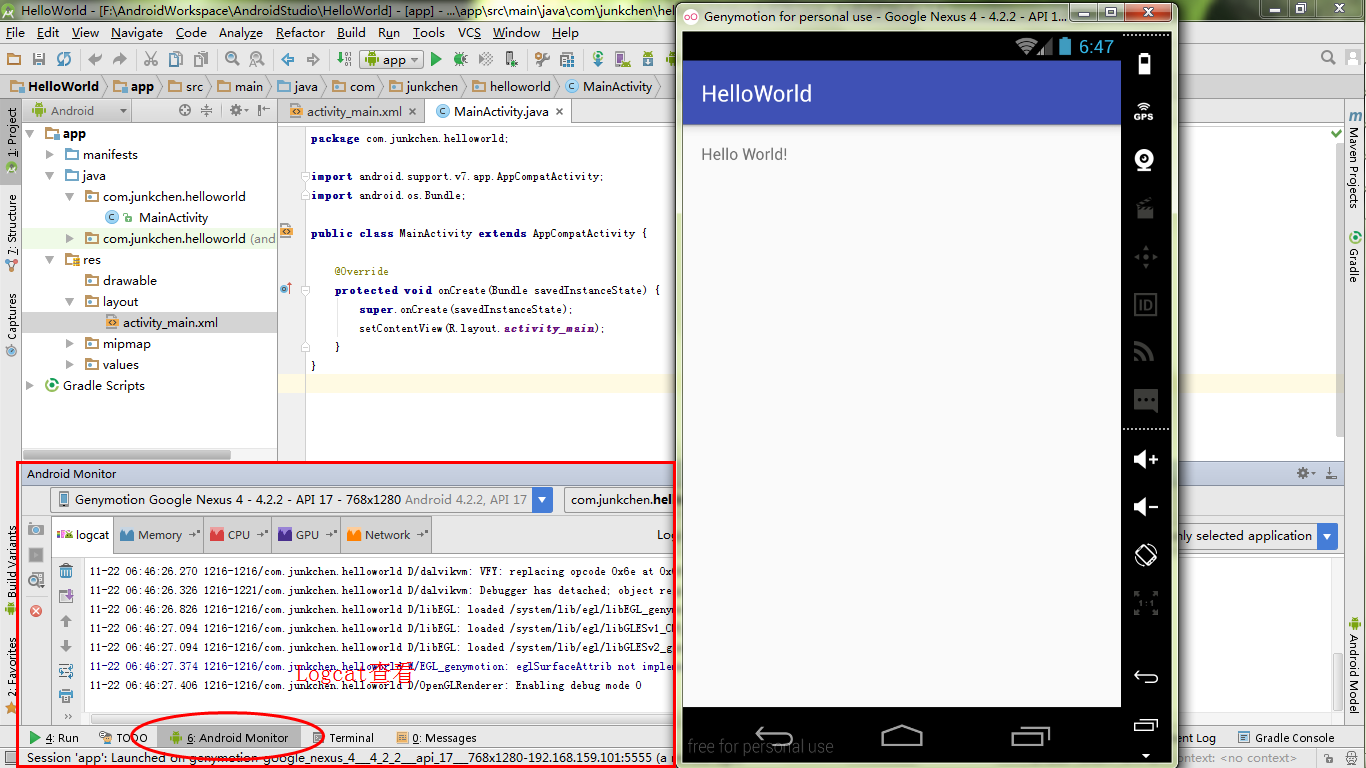 HelloWorld - [F:\AndroidWorkspace\AndroidStudio\HelloWorld] - [app] - ...\app\src\main\java\com\junkchen\hel
File Edit View Navigate Code Analyze Refactor Build Run Tools VCS Window Help
app
HelloWorld app src main java com junkchen helloworld MainActivity
Android
activity_main.xml
MainActivity.java
1: Project
7: Structure
Captures
Build Variants
2: Favorites
app
manifests
java
com.junkchen.helloworld
MainActivity
com.junkchen.helloworld (and
res
drawable
layout
activity_main.xml
mipmap
values
Gradle Scripts
package com.junkchen.helloworld;
import android.support.v7.app.AppCompatActivity;
import android.os.Bundle;
public class MainActivity extends AppCompatActivity {
@Override
protected void onCreate(Bundle savedInstanceState) {
super.onCreate(savedInstanceState);
setContentView(R.layout.activity_main);
}
}
Genymotion for personal use - Google Nexus 4 - 4.2.2 - API 1...
6:47
HelloWorld
Hello World!
free for personal use
GPS
ID
1:1
Maven Projects
Gradle
Android Model
Android Monitor
Genymotion Google Nexus 4 - 4.2.2 - API 17 - 768x1280 Android 4.2.2, API 17
com.junkchen.hel
logcat Memory CPU GPU Network
Lo
nly selected application
11-22 06:46:26.270 1216-1216/com.junkchen.helloworld D/dalvikvm: VFY: replacing opcode 0x6e at 0x
11-22 06:46:26.326 1216-1221/com.junkchen.helloworld D/dalvikvm: Debugger has detached; object re
11-22 06:46:26.826 1216-1216/com.junkchen.helloworld D/libEGL: loaded /system/lib/egl/libEGL_geny
11-22 06:46:27.094 1216-1216/com.junkchen.helloworld D/libEGL: loaded /system/lib/egl/libGLESv1_C
11-22 06:46:27.094 1216-1216/com.junkchen.helloworld D/libEGL: loaded /system/lib/egl/libGLESv2_g
11-22 06:46:27.374 1216-1216/com.junkchen.helloworld W/EGL_genymotion: eglSurfaceAttrib not imple
11-22 06:46:27.406 1216-1216/com.junkchen.helloworld D/OpenGLRenderer: Enabling debug mode 0
Logcat查看
4: Run
TODO
6: Android Monitor
Terminal
0: Messages
nt Log
Gradle Console
Session 'app': Launched on genymotion-google_nexus_4__4_2_2__api_17__768x1280-192.168.159.101:5555 (a
ontext: <no context>